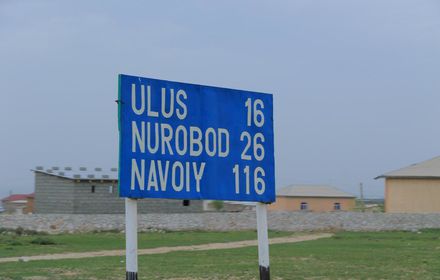 ULUS 16
NUROBOD 26
NAVOIY 116